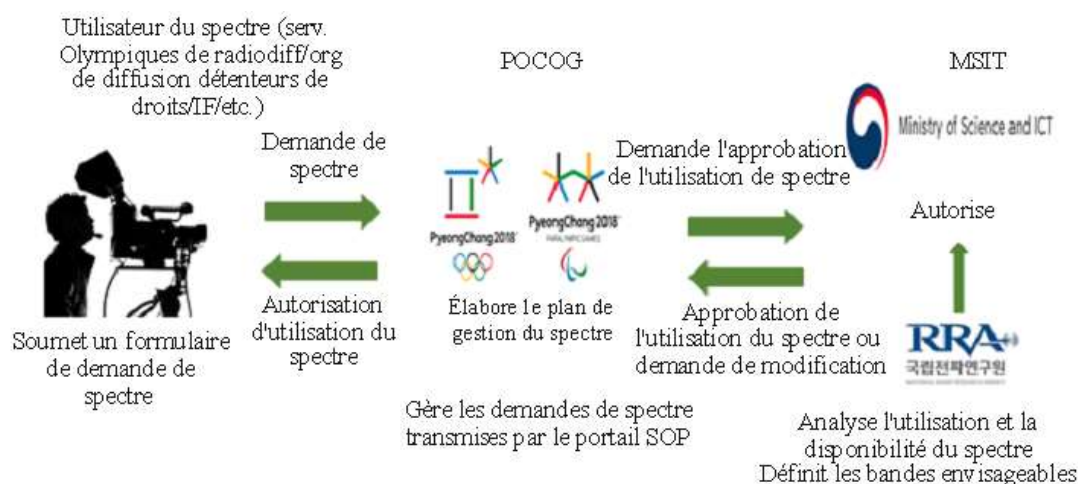 Utilisateur du spectre (serv.
Olympiques de radiodiff/org
de diffusion détenteurs de
droits/IF/etc.)
Demande de
spectre
Autorisation
d'utilisation du
spectre
Soumet un formulaire
de demande de
spectre
POCOG
PyeongChang 2018
PyeongChang 2018
PARALYMPIC GAMES
Élabore le plan de
gestion du spectre
Gère les demandes de spectre
transmises par le portail SOP
Demande l'approbation
de l'utilisation de spectre
Approbation de
l'utilisation du spectre ou
demande de modification
MSIT
Ministry of Science and ICT
Autorise
RRA
국립전파연구원
Analyse l'utilisation et la
disponibilité du spectre
Définit les bandes envisageables